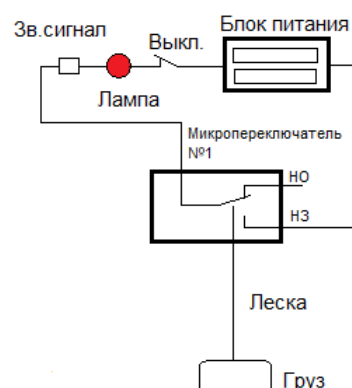 Блок питания
Зв.сигнал
Выкл.
Лампа
Микропереключатель
№1
НО
НЗ
Леска
Груз